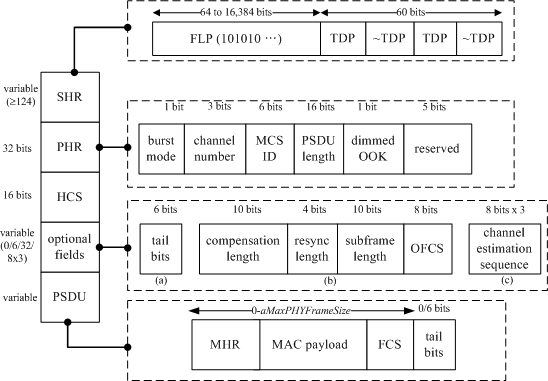 64 to 16,384 bits
60 bits
FLP (101010 ···)
TDP
~TDP
TDP
~TDP
variable
(≥124)
SHR
1 bit
3 bits
6 bits
16 bits
1 bit
5 bits
32 bits
PHR
burst
mode
channel
number
MCS
ID
PSDU
length
dimmed
OOK
reserved
16 bits
HCS
variable
(0/6/32/
8x3)
optional
fields
6 bits
10 bits
4 bits
10 bits
8 bits
8 bits x 3
tail
bits
compensation
length
resync
length
subframe
length
OFCS
channel
estimation
sequence
(a)
(b)
(c)
variable
PSDU
0-aMaxPHYFrameSize
0/6 bits
MHR
MAC payload
FCS
tail
bits